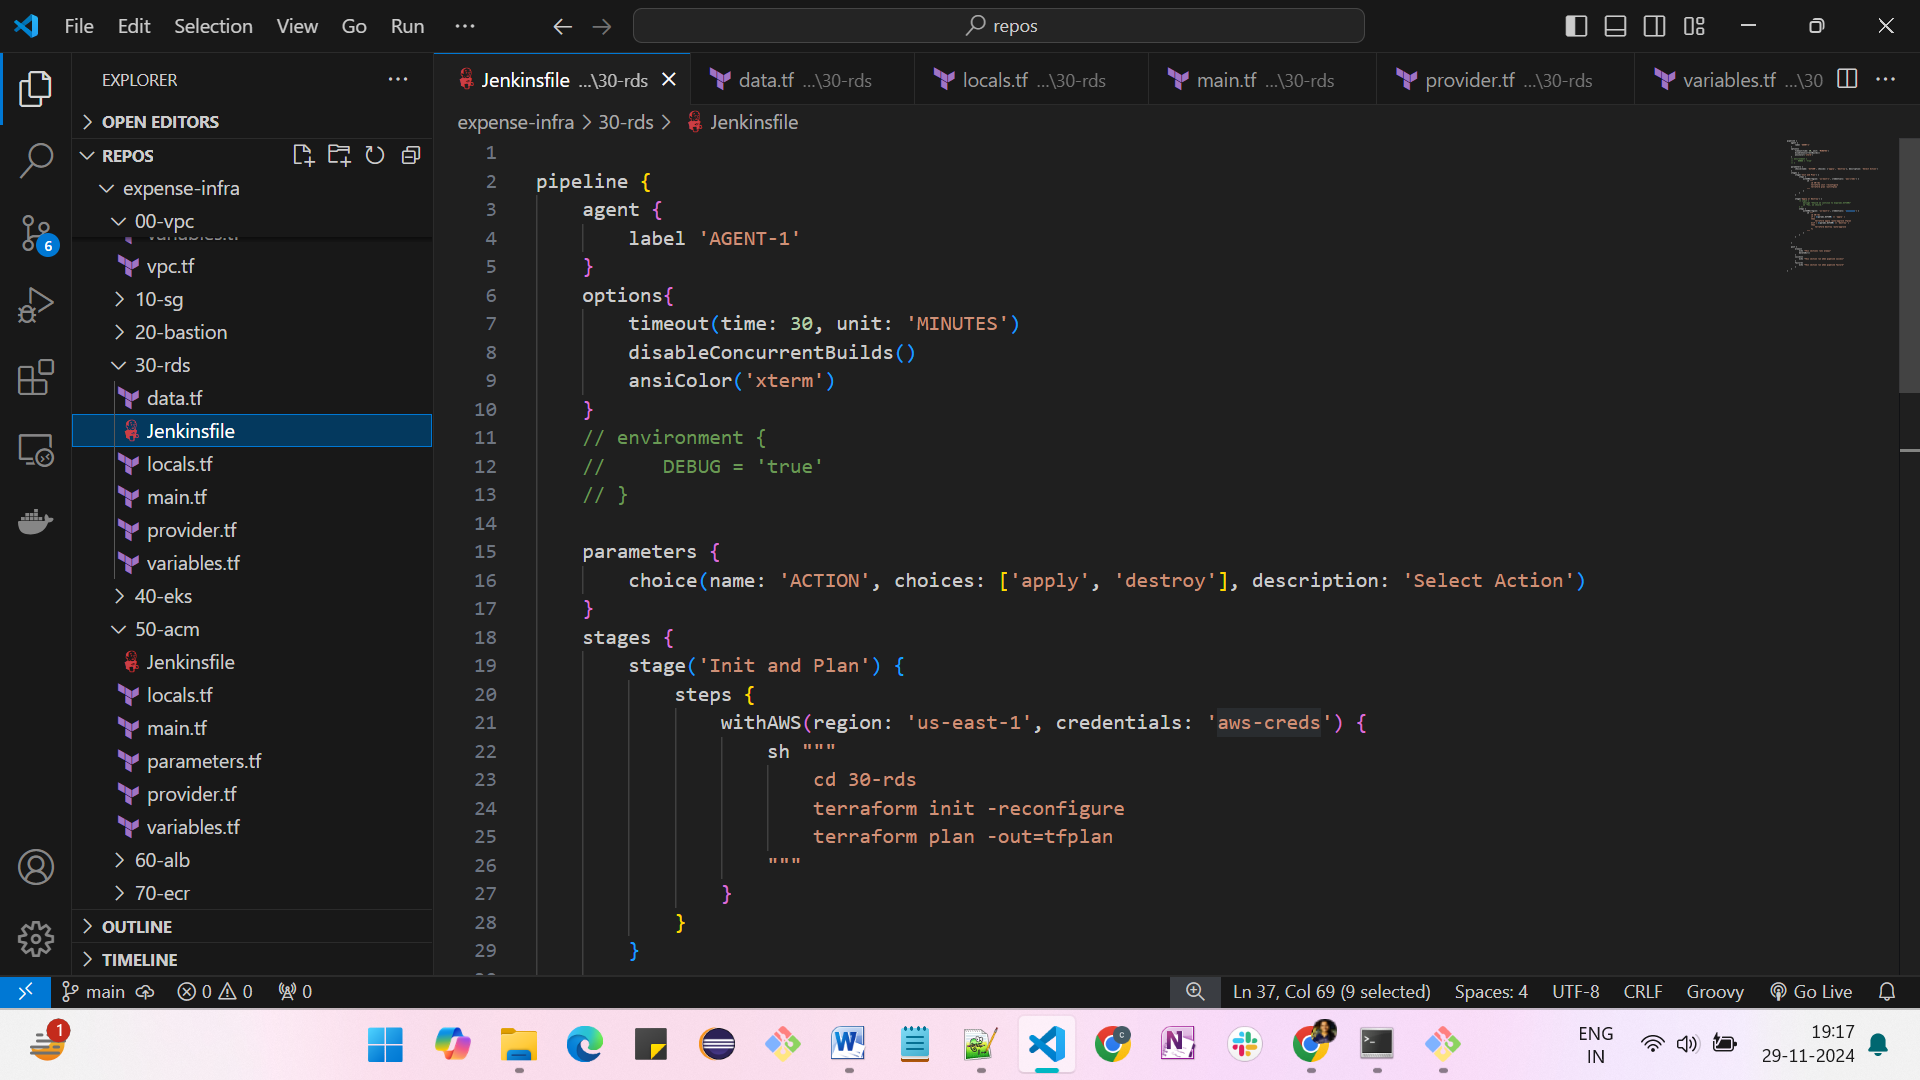 File Edit Selection View Go Run ···
repos
EXPLORER
OPEN EDITORS
REPOS
expense-infra
00-vpc
variables.tf
vpc.tf
10-sg
20-bastion
30-rds
data.tf
Jenkinsfile
locals.tf
main.tf
provider.tf
variables.tf
40-eks
50-acm
Jenkinsfile
locals.tf
main.tf
parameters.tf
provider.tf
variables.tf
60-alb
70-ecr
OUTLINE
TIMELINE
6
Jenkinsfile ...\30-rds
data.tf ...\30-rds
locals.tf ...\30-rds
main.tf ...\30-rds
provider.tf ...\30-rds
variables.tf ...\30
expense-infra > 30-rds > Jenkinsfile
1
2 pipeline {
3 agent {
4 label 'AGENT-1'
5 }
6 options{
7 timeout(time: 30, unit: 'MINUTES')
8 disableConcurrentBuilds()
9 ansiColor('xterm')
10 }
11 // environment {
12 //     DEBUG = 'true'
13 // }
14
15 parameters {
16 choice(name: 'ACTION', choices: ['apply', 'destroy'], description: 'Select Action')
17 }
18 stages {
19 stage('Init and Plan') {
20 steps {
21 withAWS(region: 'us-east-1', credentials: 'aws-creds') {
22 sh """
23 cd 30-rds
24 terraform init -reconfigure
25 terraform plan -out=tfplan
26 """
27 }
28 }
29 }
main 0 0 0
Ln 37, Col 69 (9 selected) Spaces: 4 UTF-8 CRLF Groovy Go Live
1
ENG
IN
19:17
29-11-2024